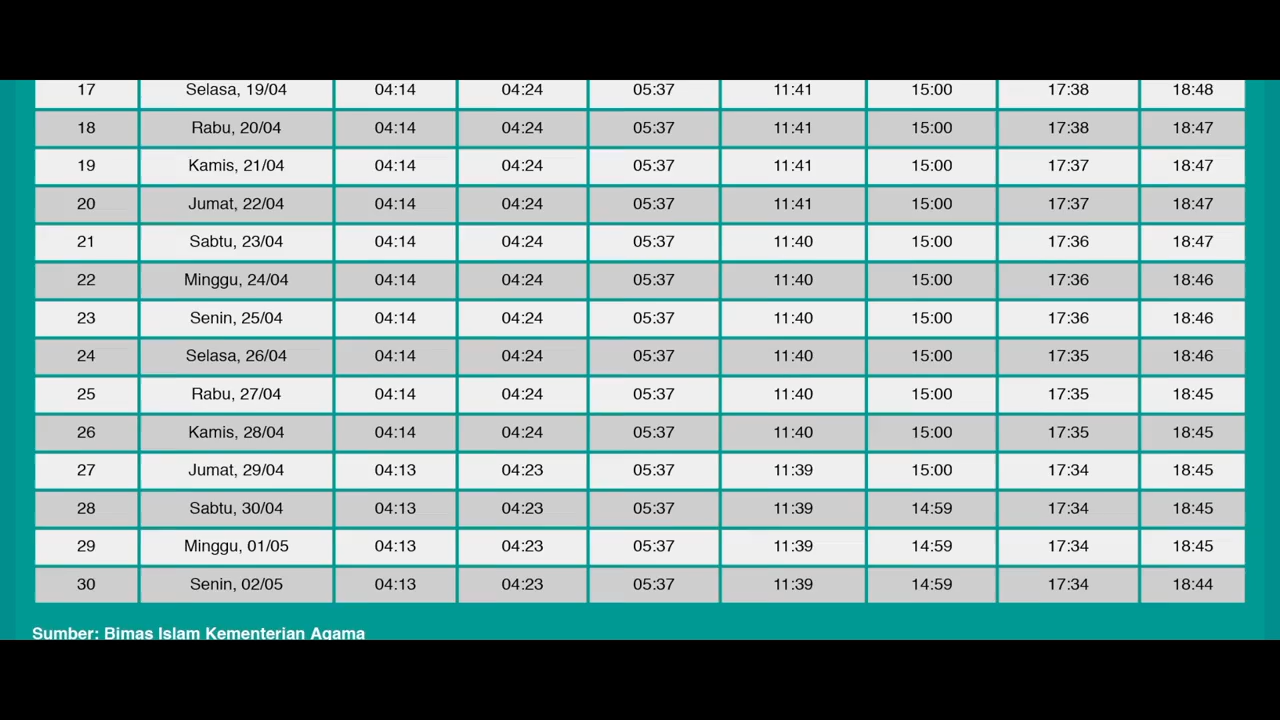 17 Selasa, 19/04 04:14 04:24 05:37 11:41 15:00 17:38 18:48
18 Rabu, 20/04 04:14 04:24 05:37 11:41 15:00 17:38 18:47
19 Kamis, 21/04 04:14 04:24 05:37 11:41 15:00 17:37 18:47
20 Jumat, 22/04 04:14 04:24 05:37 11:41 15:00 17:37 18:47
21 Sabtu, 23/04 04:14 04:24 05:37 11:40 15:00 17:36 18:47
22 Minggu, 24/04 04:14 04:24 05:37 11:40 15:00 17:36 18:46
23 Senin, 25/04 04:14 04:24 05:37 11:40 15:00 17:36 18:46
24 Selasa, 26/04 04:14 04:24 05:37 11:40 15:00 17:35 18:46
25 Rabu, 27/04 04:14 04:24 05:37 11:40 15:00 17:35 18:45
26 Kamis, 28/04 04:14 04:24 05:37 11:40 15:00 17:35 18:45
27 Jumat, 29/04 04:13 04:23 05:37 11:39 15:00 17:34 18:45
28 Sabtu, 30/04 04:13 04:23 05:37 11:39 14:59 17:34 18:45
29 Minggu, 01/05 04:13 04:23 05:37 11:39 14:59 17:34 18:45
30 Senin, 02/05 04:13 04:23 05:37 11:39 14:59 17:34 18:44
Sumber: Bimas Islam Kementerian Agama